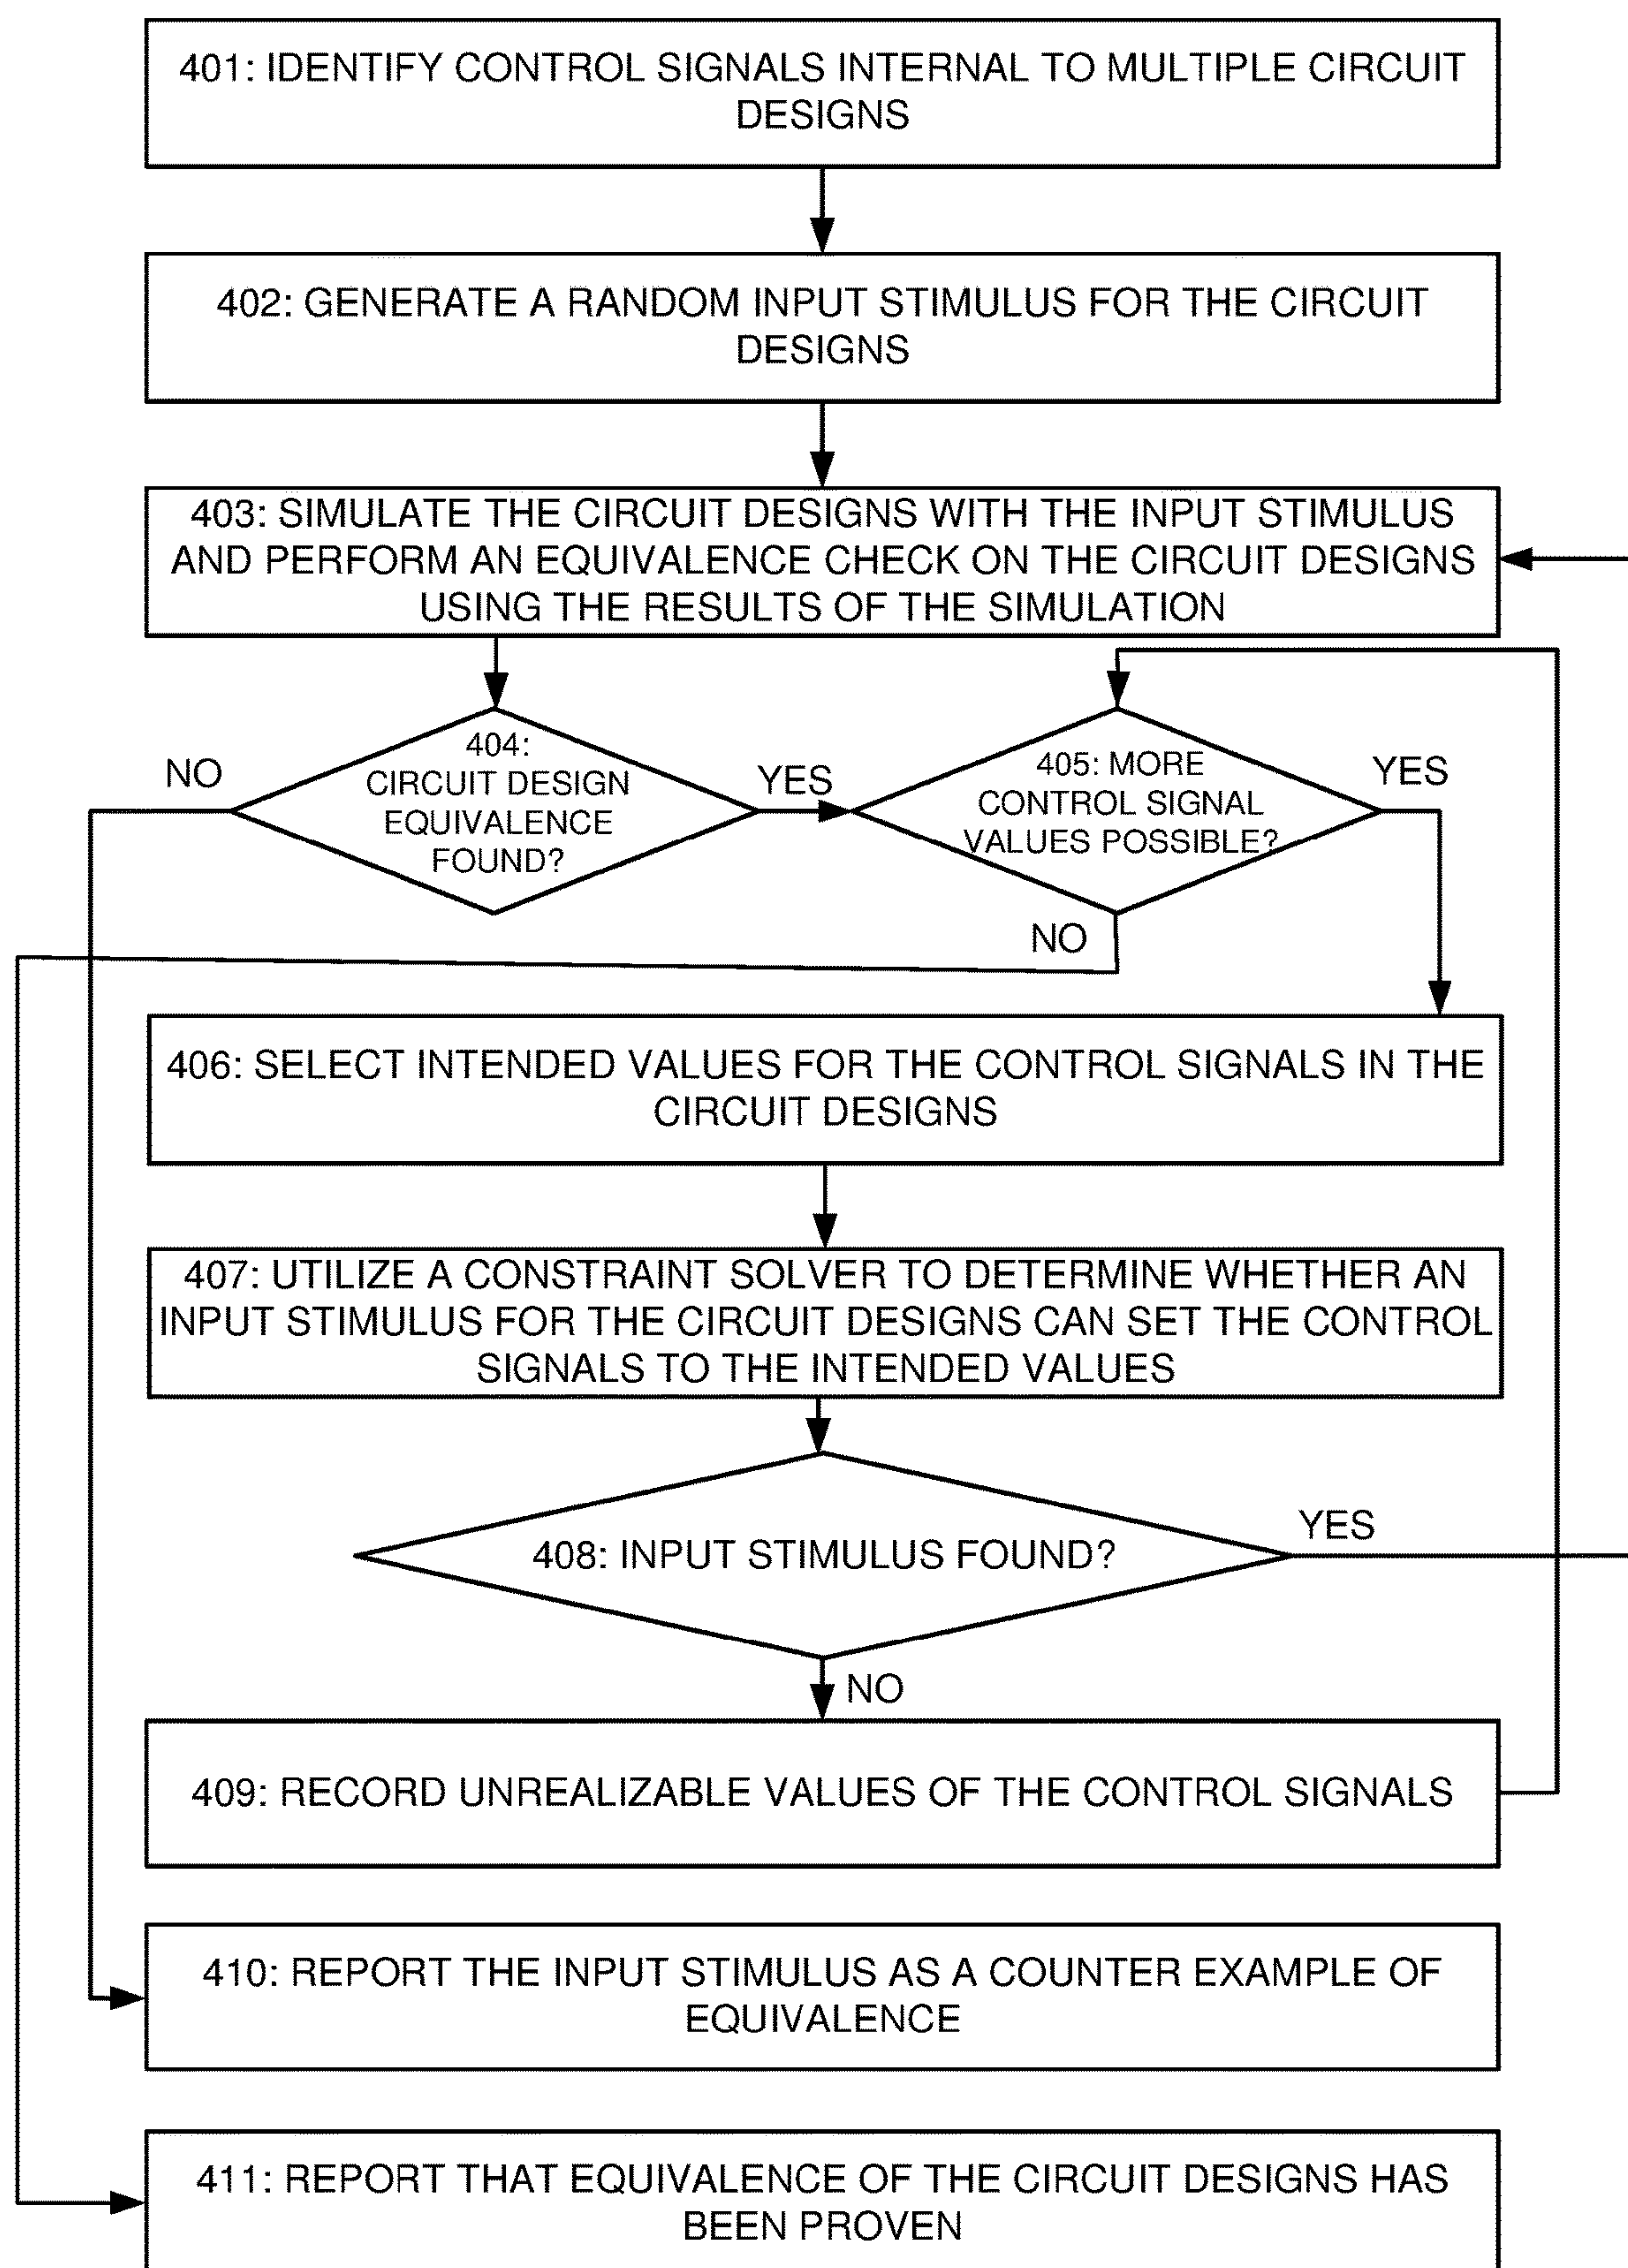 401: IDENTIFY CONTROL SIGNALS INTERNAL TO MULTIPLE CIRCUIT
DESIGNS
402: GENERATE A RANDOM INPUT STIMULUS FOR THE CIRCUIT
DESIGNS
403: SIMULATE THE CIRCUIT DESIGNS WITH THE INPUT STIMULUS
AND PERFORM AN EQUIVALENCE CHECK ON THE CIRCUIT DESIGNS
USING THE RESULTS OF THE SIMULATION
NO
404:
CIRCUIT DESIGN
EQUIVALENCE
FOUND?
YES
405: MORE
CONTROL SIGNAL
VALUES POSSIBLE?
YES
NO
406: SELECT INTENDED VALUES FOR THE CONTROL SIGNALS IN THE
CIRCUIT DESIGNS
407: UTILIZE A CONSTRAINT SOLVER TO DETERMINE WHETHER AN
INPUT STIMULUS FOR THE CIRCUIT DESIGNS CAN SET THE CONTROL
SIGNALS TO THE INTENDED VALUES
408: INPUT STIMULUS FOUND?
YES
NO
409: RECORD UNREALIZABLE VALUES OF THE CONTROL SIGNALS
410: REPORT THE INPUT STIMULUS AS A COUNTER EXAMPLE OF
EQUIVALENCE
411: REPORT THAT EQUIVALENCE OF THE CIRCUIT DESIGNS HAS
BEEN PROVEN